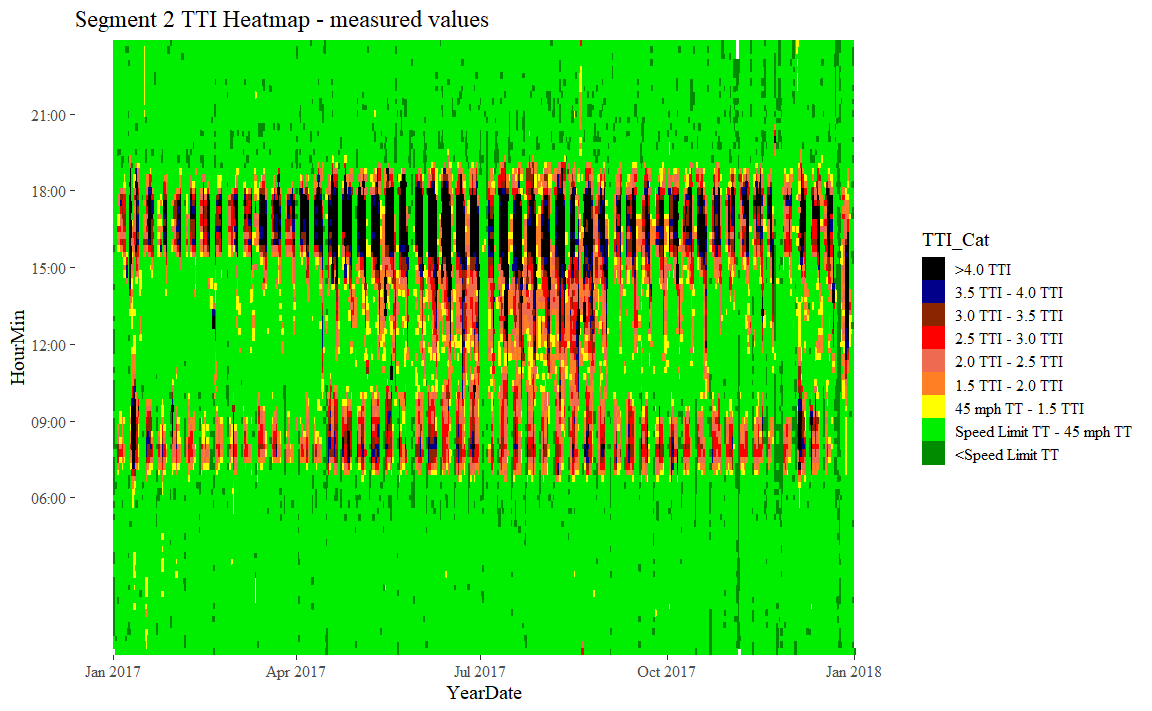 Segment 2 TTI Heatmap - measured values
21:00
18:00
15:00
12:00
09:00
06:00
HourMin
Jan 2017
Apr 2017
Jul 2017
Oct 2017
Jan 2018
YearDate
TTI_Cat
>4.0 TTI
3.5 TTI - 4.0 TTI
3.0 TTI - 3.5 TTI
2.5 TTI - 3.0 TTI
2.0 TTI - 2.5 TTI
1.5 TTI - 2.0 TTI
45 mph TT - 1.5 TTI
Speed Limit TT - 45 mph TT
<Speed Limit TT